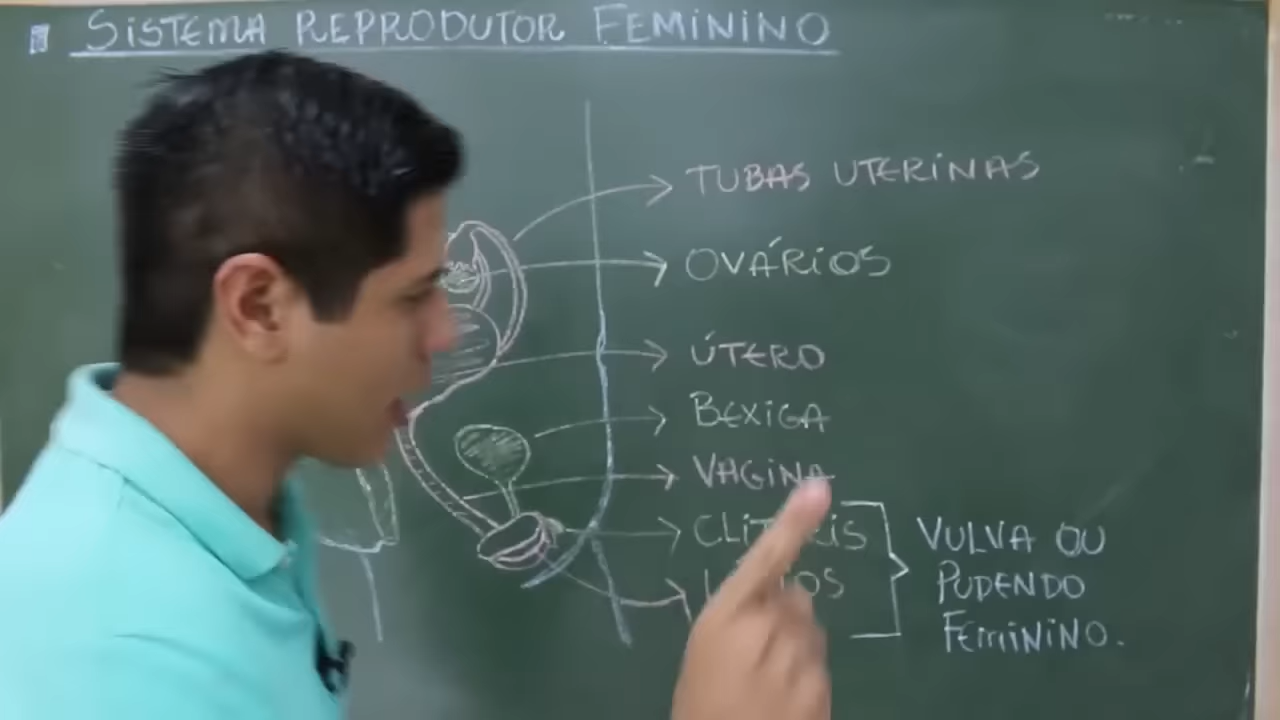 SISTEMA REPRODUTOR FEMININO
TUBAS UTERINAS
OVÁRIOS
ÚTERO
BEXIGA
VAGINA
VULVA OU
PUDENDO
FEMININO.